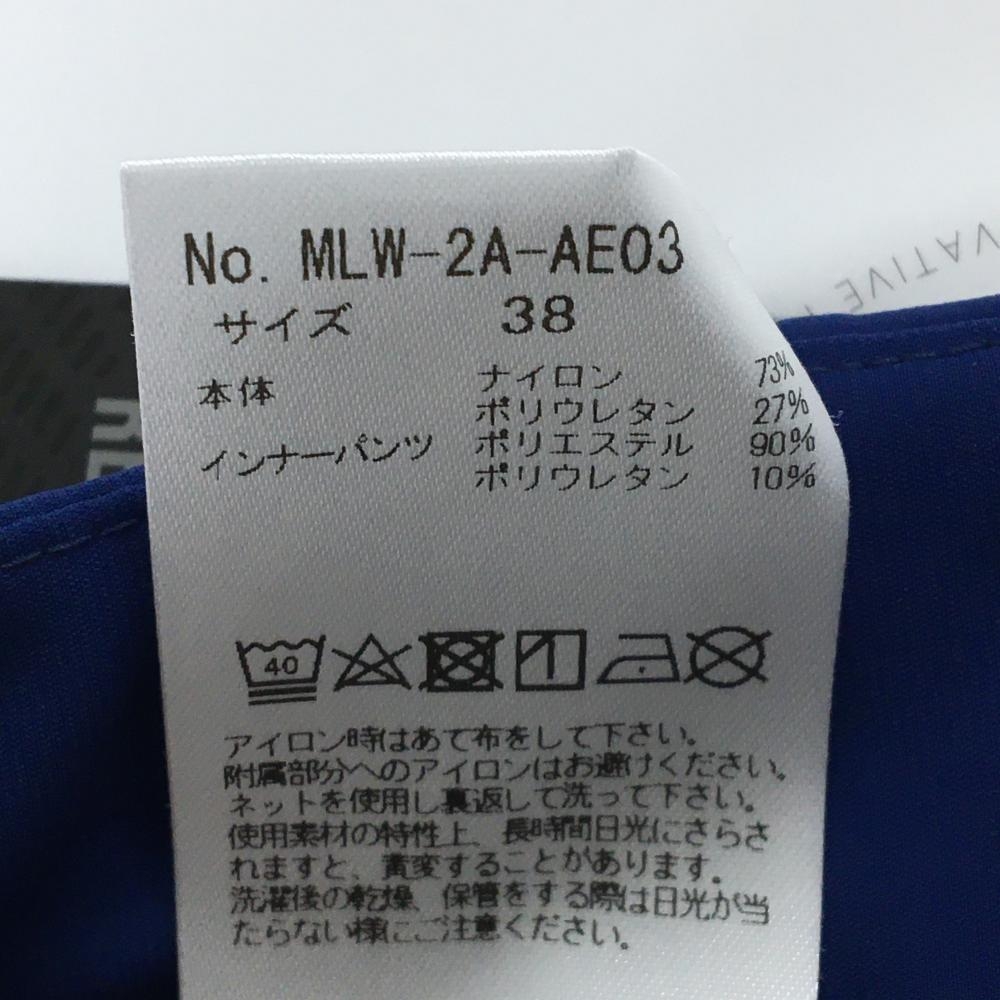 No. MLW-2A-AE03
サイズ 38
本体 ナイロン 73%
ポリウレタン 27%
インナーパンツ ポリエステル 90%
ポリウレタン 10%
40
アイロン時はあて布をして下さい。
附属部分へのアイロンはお避けください。
ネットを使用し裏返して洗って下さい。
使用素材の特性上、長時間日光にさらさ
れますと、黄変することがあります。
洗濯後の乾燥、保管をする際は日光が当
たらない様にご注意ください。
VATIVE